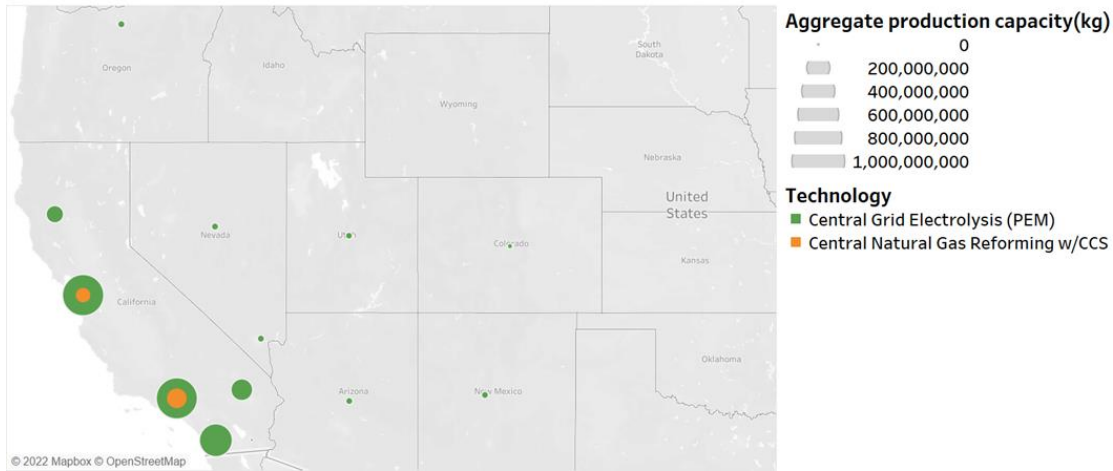 Aggregate production capacity(kg)
0
200,000,000
400,000,000
600,000,000
800,000,000
1,000,000,000
Technology
Central Grid Electrolysis (PEM)
Central Natural Gas Reforming w/CCS
Oregon
Idaho
South
Dakota
Wyoming
Nebraska
United
States
Nevada
Utah
Colorado
Kansas
California
Oklahoma
Arizona
New Mexico
© 2022 Mapbox © OpenStreetMap